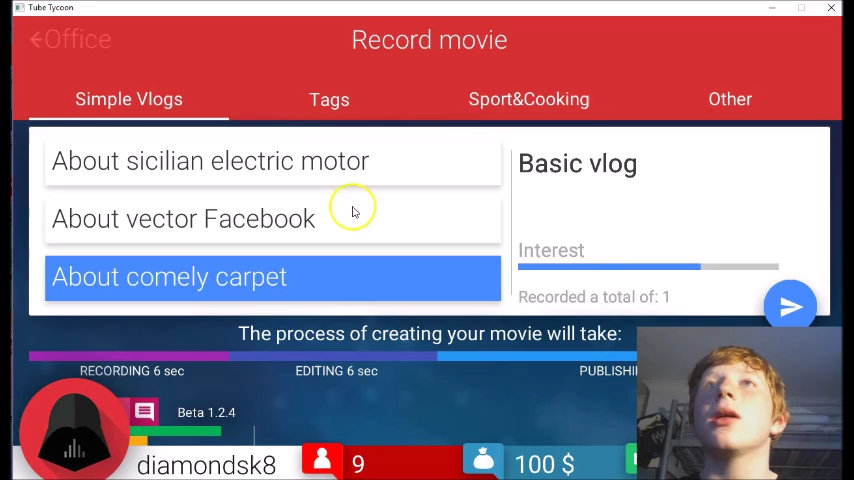 Tube Tycoon
Office
Record movie
Simple Vlogs
Tags
Sport&Cooking
Other
About sicilian electric motor
About vector Facebook
About comely carpet
Basic vlog
Interest
Recorded a total of: 1
The process of creating your movie will take:
RECORDING 6 sec
EDITING 6 sec
PUBLISHI
Beta 1.2.4
diamondsk8
9
100 $